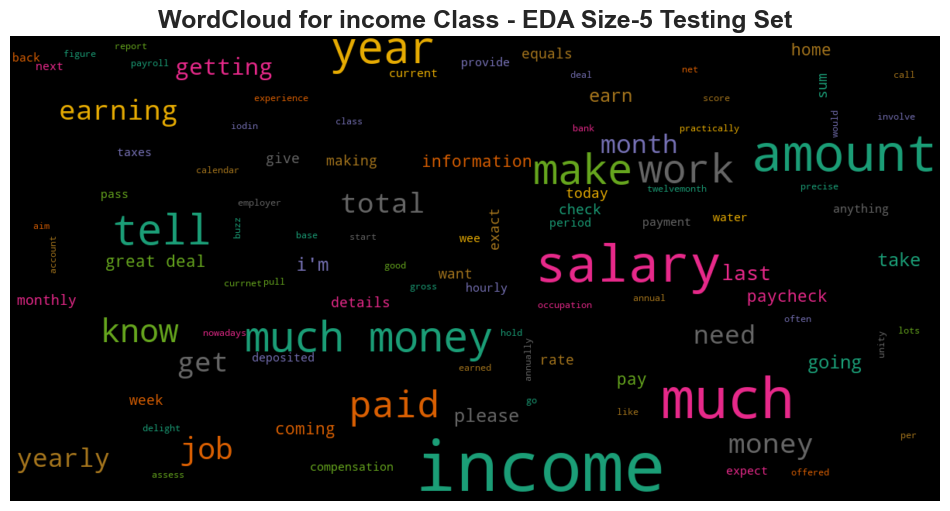 WordCloud for income Class - EDA Size-5 Testing Set
back figure report year equals home
next payroll getting current provide deal net sum call
earning experience earn score
iodin class bank month practically would involve
taxes calendar give making information make work amount
pass employer total today twelvemonth precise
aim tell buzz base start wee exact check period payment water anything
account great deal i'm good want salary last take
currnet pull gross hourly
monthly details occupation annual paycheck
know nowadays much money hold need often unity lots
get deposited earned annually rate going
week paid go pay much like
delight coming please per
yearly job compensation income money
assess expect offered